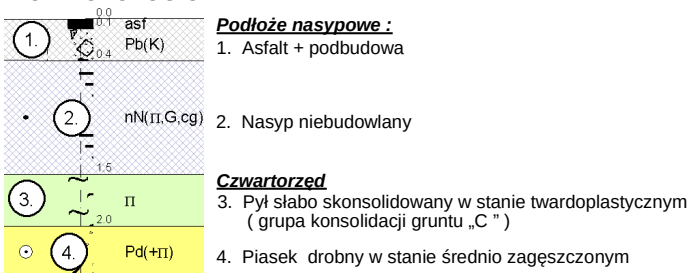 0.0
0.1 asf
1. Pb(K)
0.4
2. nN(π,G,cg)
1.5
3. π
2.0
4. Pd(+π)
Podłoże nasypowe :
1. Asfalt + podbudowa
2. Nasyp niebudowlany
Czwartorzęd
3. Pył słabo skonsolidowany w stanie twardoplastycznym
( grupa konsolidacji gruntu „C ” )
4. Piasek drobny w stanie średnio zagęszczonym